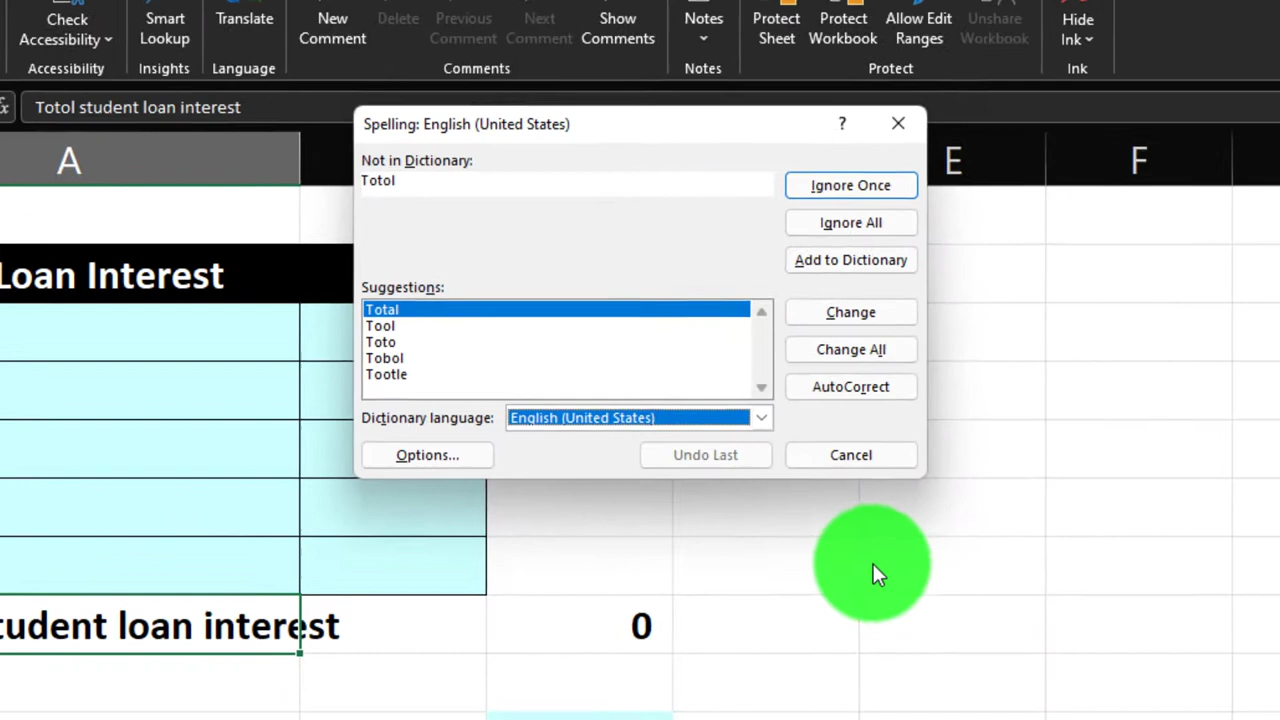 Check Accessibility
Smart Lookup
Translate
New Comment
Delete
Previous Comment
Next Comment
Show Comments
Notes
Protect Sheet
Protect Workbook
Allow Edit Ranges
Unshare Workbook
Hide Ink
Accessibility
Insights
Language
Comments
Notes
Protect
Ink
fx
Totol student loan interest
A
E
F
Spelling: English (United States)
?
Not in Dictionary:
Totol
Ignore Once
Ignore All
Add to Dictionary
Suggestions:
Total
Tool
Toto
Tobol
Tootle
Change
Change All
AutoCorrect
Dictionary language:
English (United States)
Options...
Undo Last
Cancel
Loan Interest
tudent loan interest
0